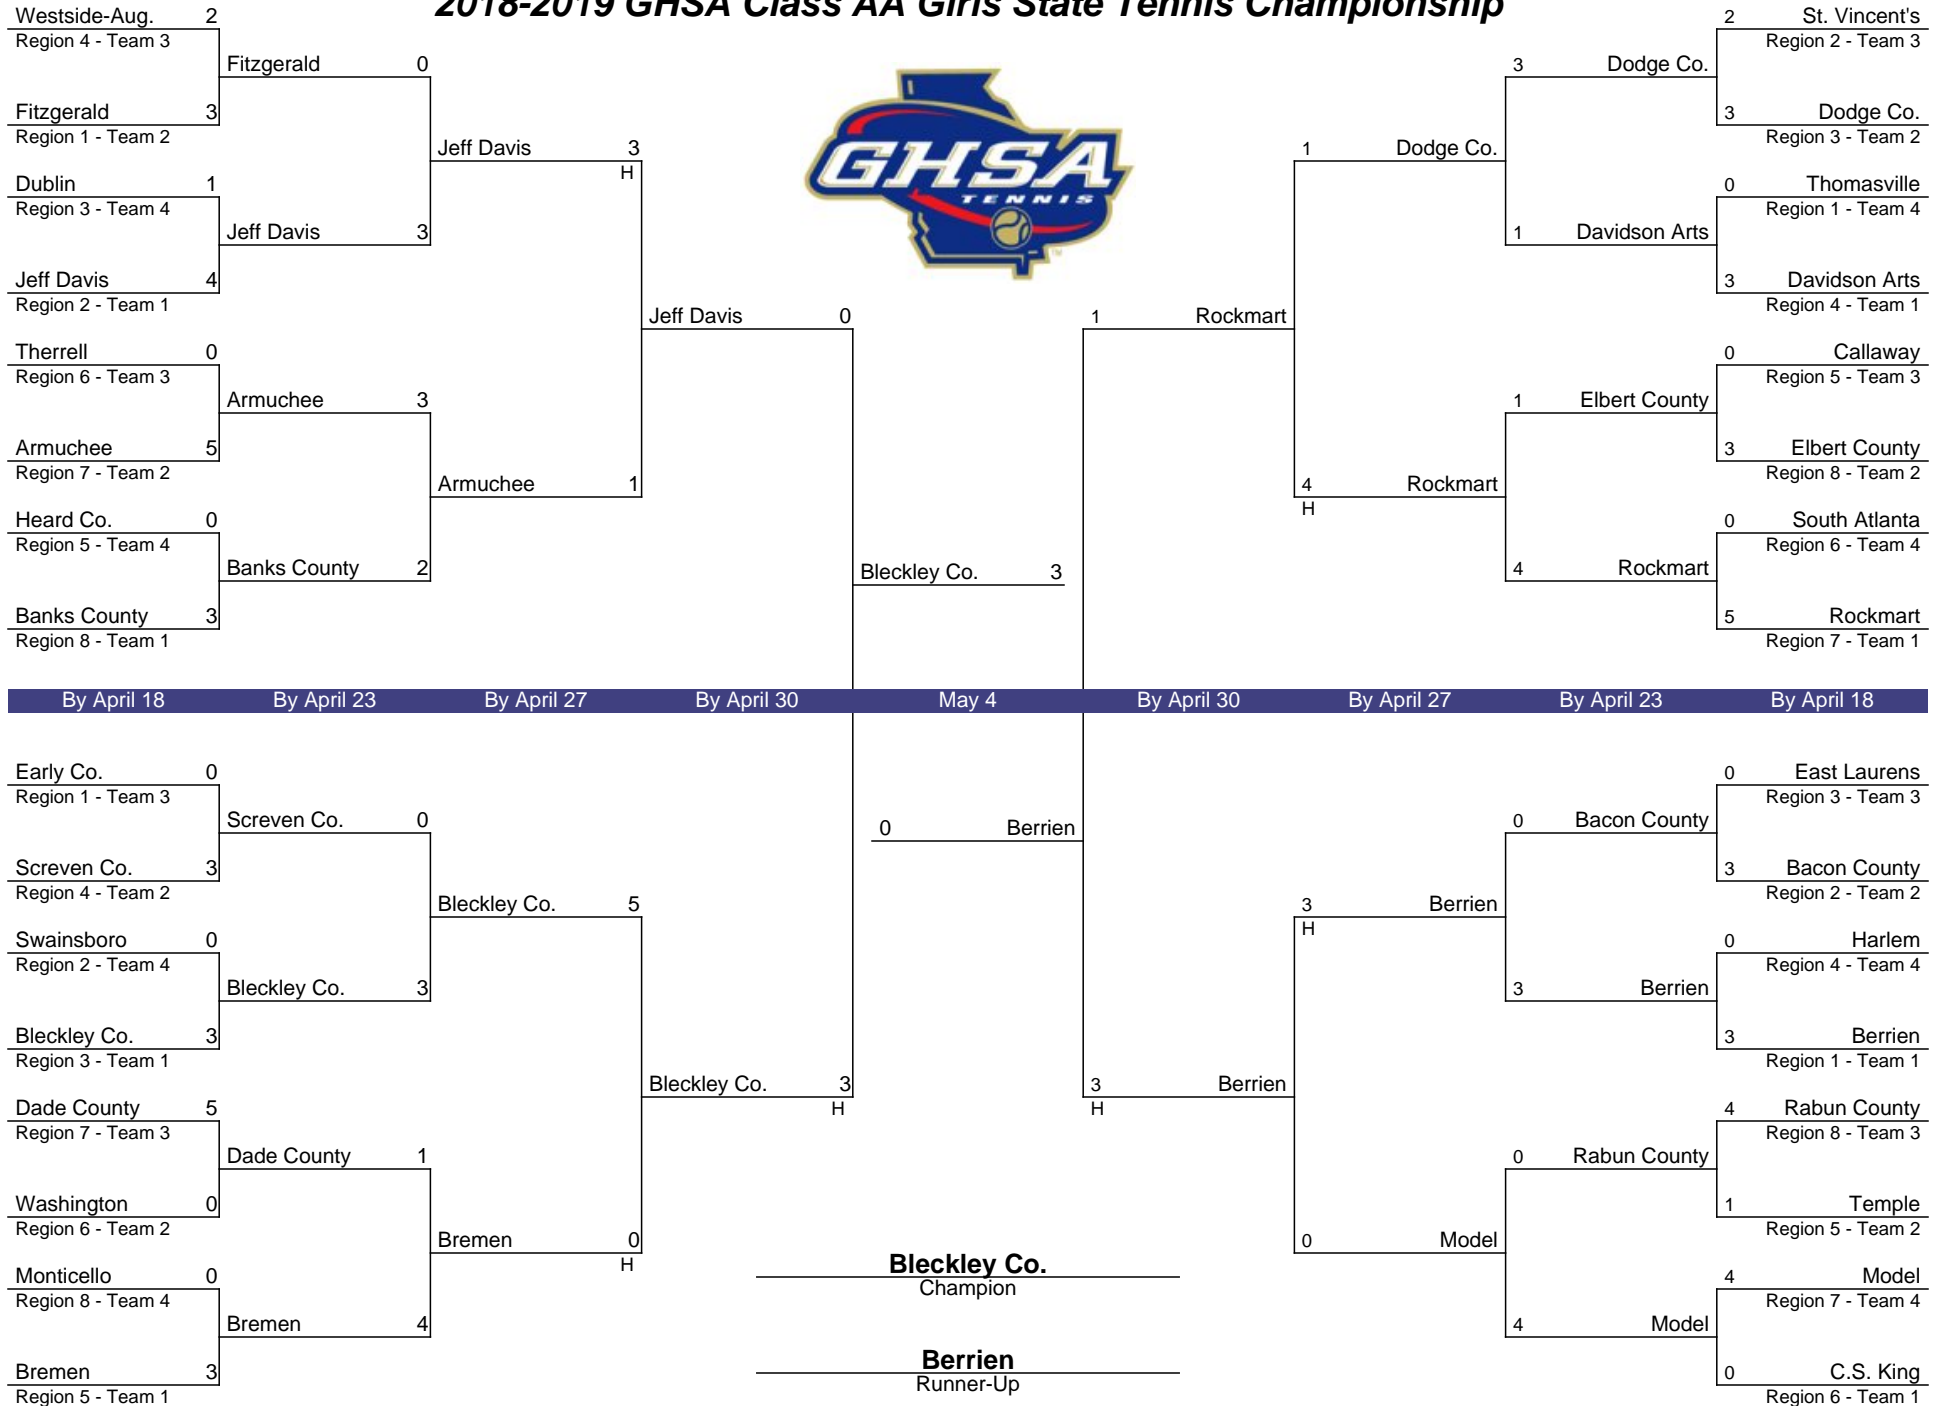 2018-2019 GHSA Class AA Girls State Tennis Championship
Westside-Aug. 2
Region 4 - Team 3
Fitzgerald 0
Fitzgerald 3
Region 1 - Team 2
Jeff Davis 3
H
Dublin 1
Region 3 - Team 4
Jeff Davis 3
Jeff Davis 4
Region 2 - Team 1
Jeff Davis 0
Therrell 0
Region 6 - Team 3
Armuchee 3
Armuchee 5
Region 7 - Team 2
Armuchee 1
Heard Co. 0
Region 5 - Team 4
Banks County 2
Banks County 3
Region 8 - Team 1
GHSA
TENNIS
TM
2 St. Vincent's
Region 2 - Team 3
3 Dodge Co.
3 Dodge Co.
Region 3 - Team 2
1 Dodge Co.
0 Thomasville
Region 1 - Team 4
1 Davidson Arts
3 Davidson Arts
Region 4 - Team 1
1 Rockmart
0 Callaway
Region 5 - Team 3
1 Elbert County
3 Elbert County
Region 8 - Team 2
4 Rockmart
H
0 South Atlanta
Region 6 - Team 4
4 Rockmart
5 Rockmart
Region 7 - Team 1
Bleckley Co. 3
By April 18 By April 23 By April 27 By April 30 May 4 By April 30 By April 27 By April 23 By April 18
Early Co. 0
Region 1 - Team 3
Screven Co. 0
Screven Co. 3
Region 4 - Team 2
Bleckley Co. 5
Swainsboro 0
Region 2 - Team 4
Bleckley Co. 3
Bleckley Co. 3
Region 3 - Team 1
Bleckley Co. 3
H
Dade County 5
Region 7 - Team 3
Dade County 1
Washington 0
Region 6 - Team 2
Bremen 0
H
Monticello 0
Region 8 - Team 4
Bremen 4
Bremen 3
Region 5 - Team 1
0 Berrien
0 East Laurens
Region 3 - Team 3
0 Bacon County
3 Bacon County
Region 2 - Team 2
3 Berrien
H
0 Harlem
Region 4 - Team 4
3 Berrien
3 Berrien
Region 1 - Team 1
3 Berrien
H
4 Rabun County
Region 8 - Team 3
0 Rabun County
1 Temple
Region 5 - Team 2
0 Model
4 Model
Region 7 - Team 4
4 Model
0 C.S. King
Region 6 - Team 1
Bleckley Co.
Champion
Berrien
Runner-Up